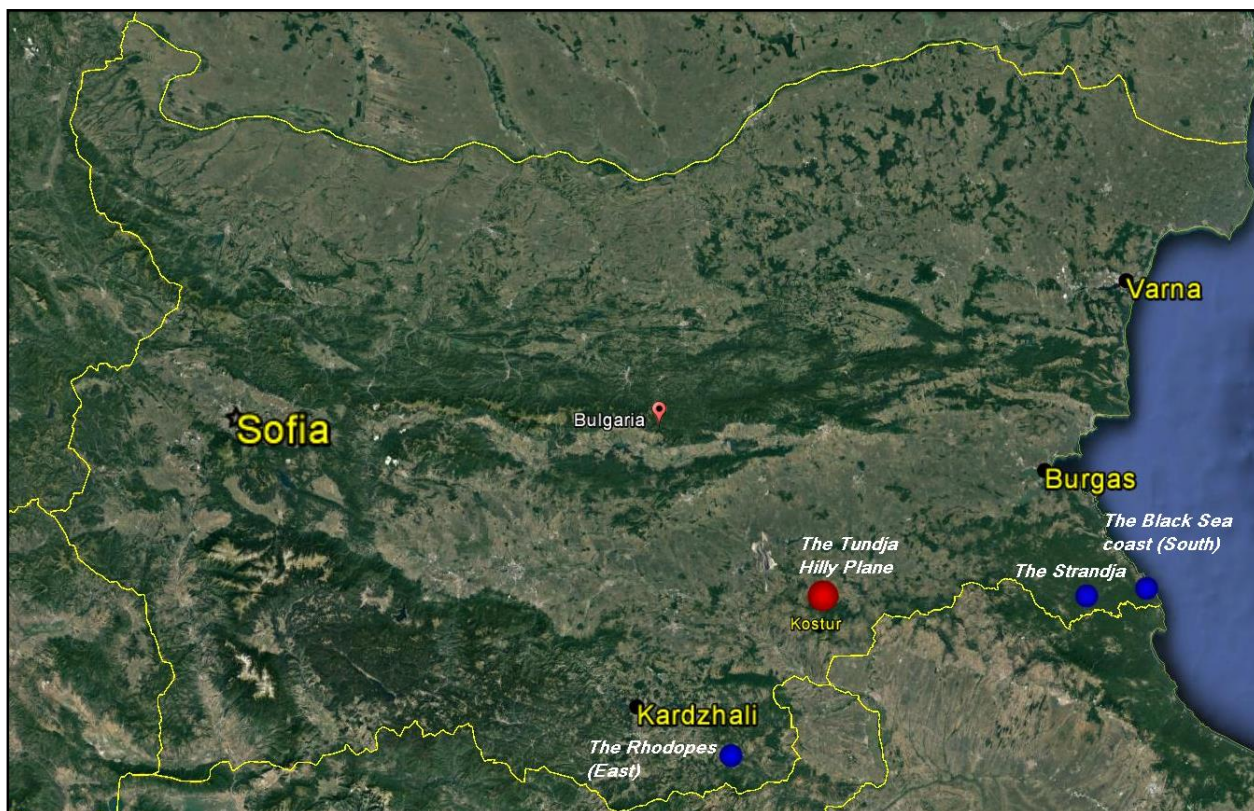 Varna
Sofia
Bulgaria
Burgas
The Black Sea
coast (South)
The Tundja
Hilly Plane
The Strandja
Kostur
Kardzhali
The Rhodopes
(East)